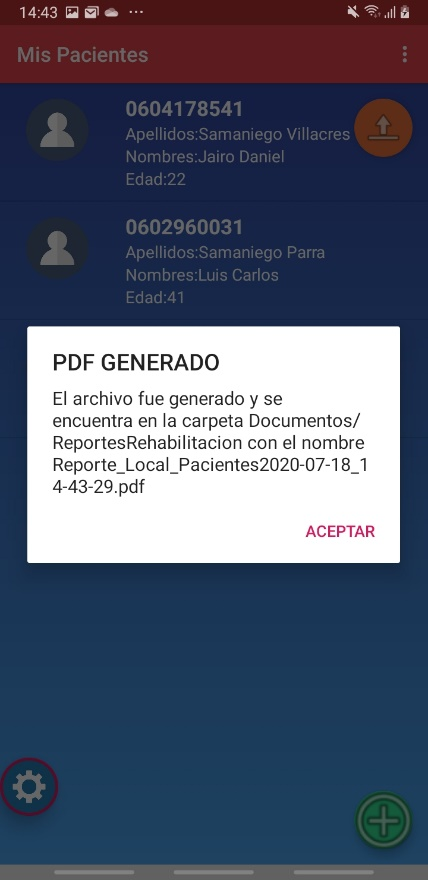 14:43
Mis Pacientes
0604178541
Apellidos:Samaniego Villacres
Nombres:Jairo Daniel
Edad:22
0602960031
Apellidos:Samaniego Parra
Nombres:Luis Carlos
Edad:41
PDF GENERADO
El archivo fue generado y se
encuentra en la carpeta Documentos/
ReportesRehabilitacion con el nombre
Reporte_Local_Pacientes2020-07-18_1
4-43-29.pdf
ACEPTAR